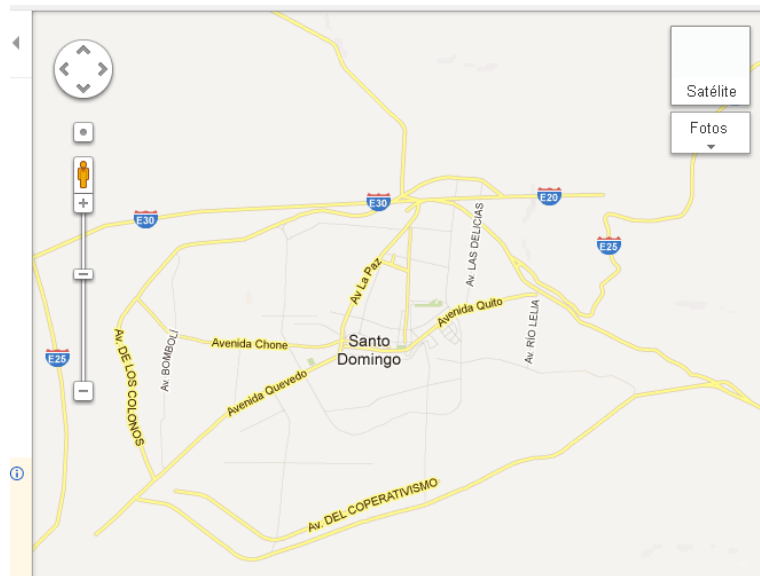 Satélite
Fotos
E30
E20
E30
Av. LAS DELICIAS
E25
Av La Paz
Avenida Quito
Av. RÍO LELIA
Av. BOMBOLÍ
Avenida Chone
Santo
Domingo
E25
Av. DE LOS COLONOS
Avenida Quevedo
Av. DEL COPERATIVISMO